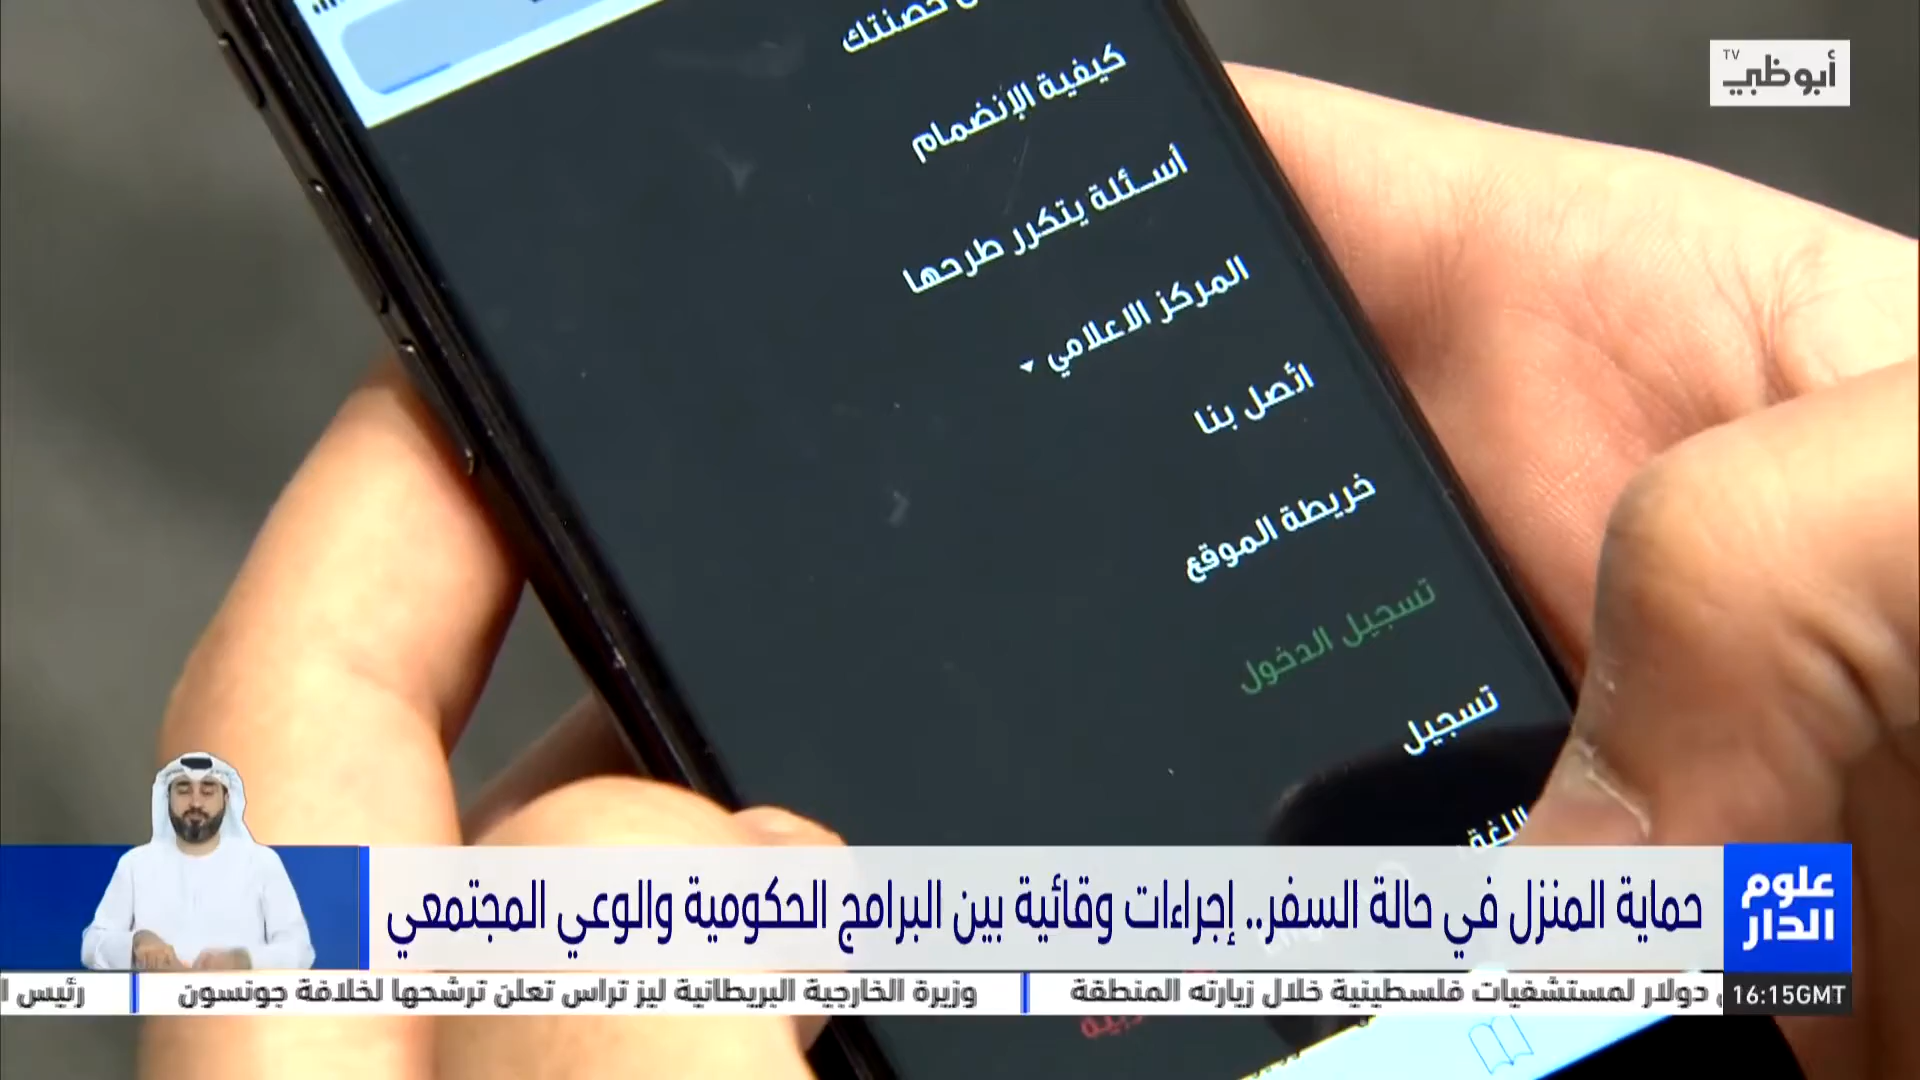 حصنتك
كيفية الإنضمام
أسئلة يتكرر طرحها
المركز الاعلامي
اتصل بنا
خريطة الموقع
تسجيل الدخول
تسجيل
اللغة
أبوظبي TV
حماية المنزل في حالة السفر.. إجراءات وقائية بين البرامج الحكومية والوعي المجتمعي
علوم الدار
دولار لمستشفيات فلسطينية خلال زيارته المنطقة
وزيرة الخارجية البريطانية ليز تراس تعلن ترشحها لخلافة جونسون
رئيس
16:15GMT